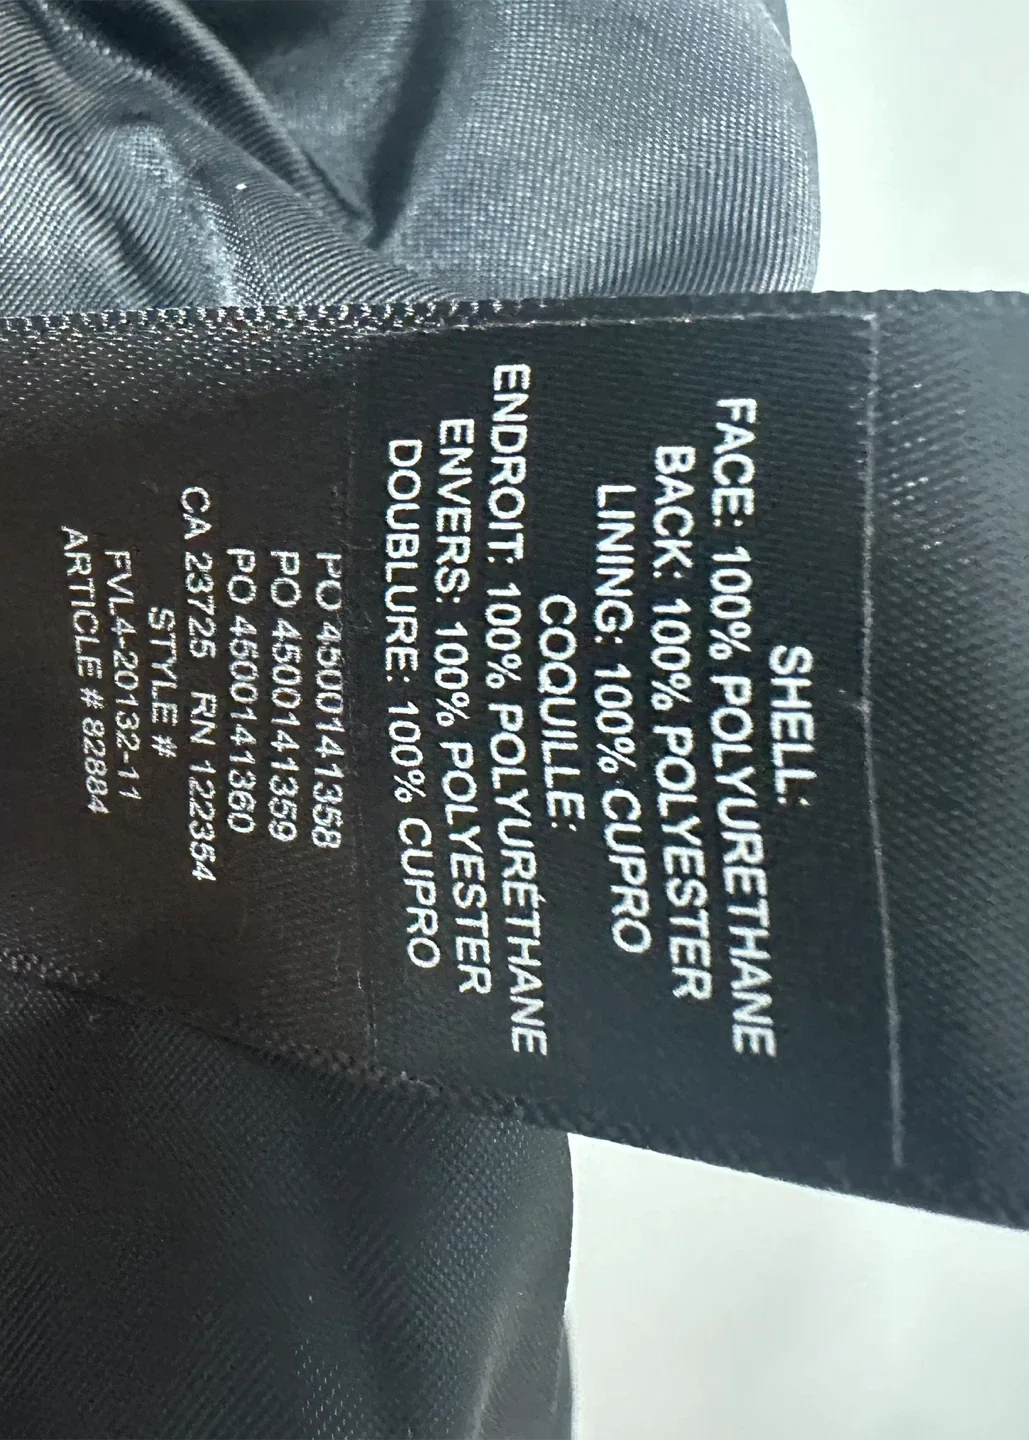 SHELL:
FACE: 100% POLYURETHANE
BACK: 100% POLYESTER
LINING: 100% CUPRO
COQUILLE:
ENDROIT: 100% POLYURÉTHANE
ENVERS: 100% POLYESTER
DOUBLURE: 100% CUPRO
PO 4500141358
PO 4500141359
PO 4500141360
CA 23725 RN 122354
STYLE #
FVL4-20132-11
ARTICLE # 82884